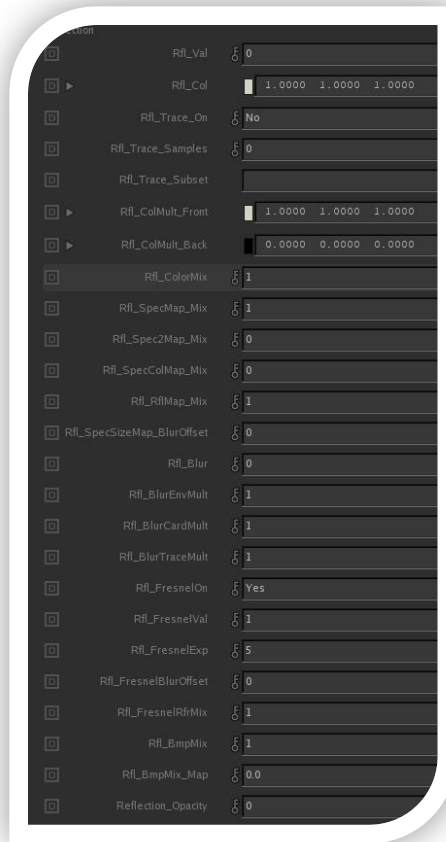 Rfl_Val 0
Rfl_Col 1.0000 1.0000 1.0000
Rfl_Trace_On No
Rfl_Trace_Samples 0
Rfl_Trace_Subset
Rfl_ColMult_Front 1.0000 1.0000 1.0000
Rfl_ColMult_Back 0.0000 0.0000 0.0000
Rfl_ColorMix 1
Rfl_SpecMap_Mix 1
Rfl_Spec2Map_Mix 0
Rfl_SpecColMap_Mix 0
Rfl_RflMap_Mix 1
Rfl_SpecSizeMap_BlurOffset 0
Rfl_Blur 0
Rfl_BlurEnvMult 1
Rfl_BlurCardMult 1
Rfl_BlurTraceMult 1
Rfl_FresnelOn Yes
Rfl_FresnelVal 1
Rfl_FresnelExp 5
Rfl_FresnelBlurOffset 0
Rfl_FresnelRfrMix 1
Rfl_BmpMix 1
Rfl_BmpMix_Map 0.0
Reflection_Opacity 0